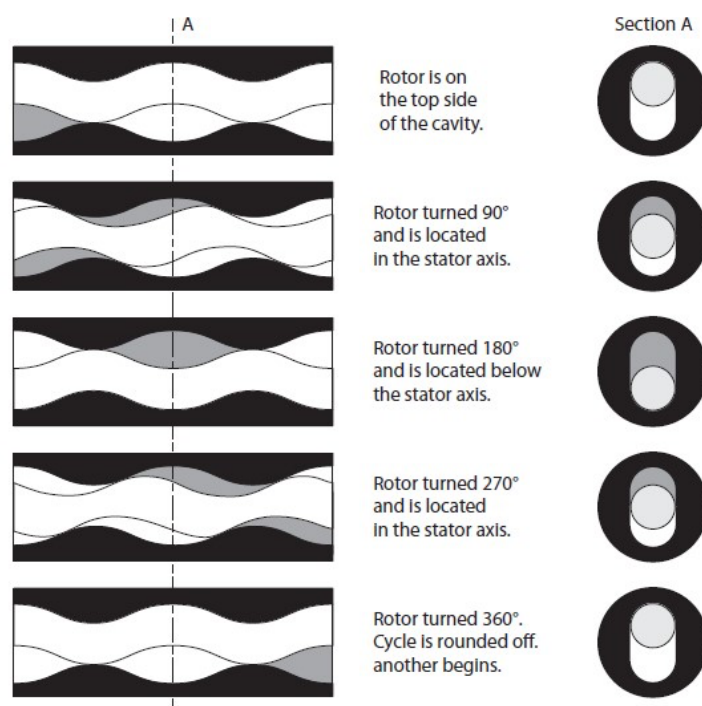 A
Section A
Rotor is on
the top side
of the cavity.
Rotor turned 90°
and is located
in the stator axis.
Rotor turned 180°
and is located below
the stator axis.
Rotor turned 270°
and is located
in the stator axis.
Rotor turned 360°.
Cycle is rounded off.
another begins.